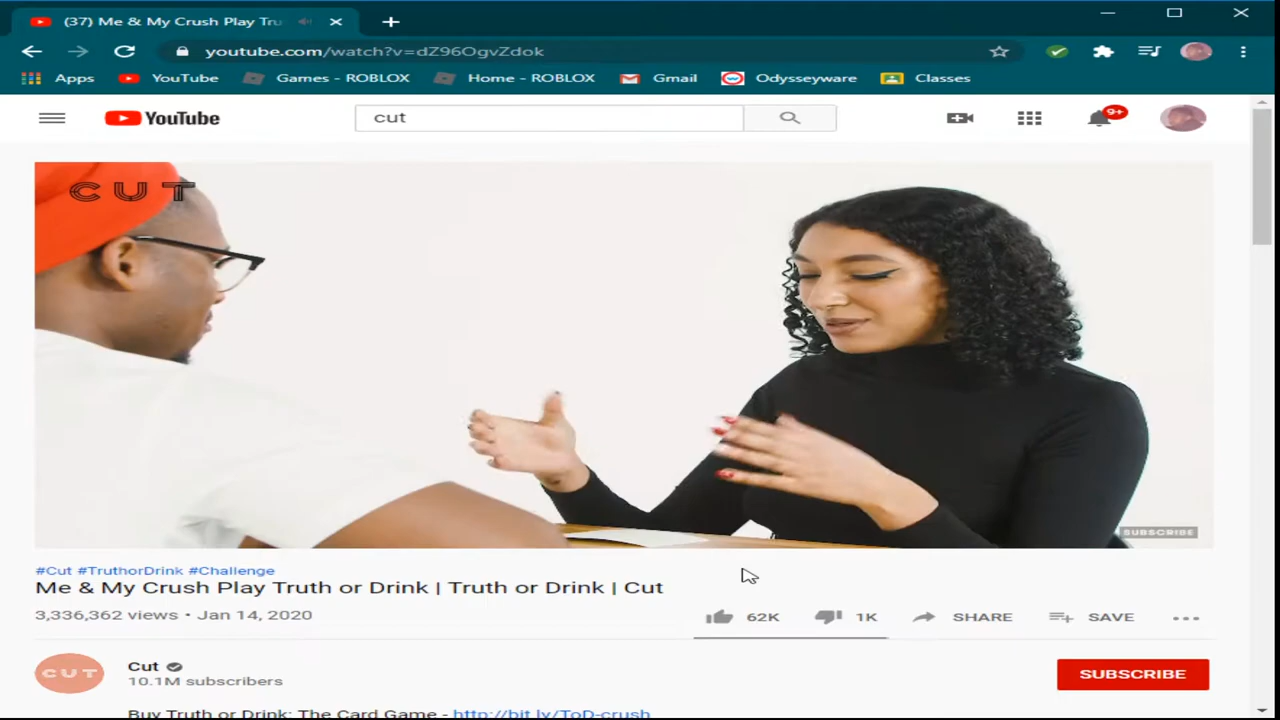 (37) Me & My Crush Play Tru
youtube.com/watch?v=dZ96OgvZdok
Apps YouTube Games - ROBLOX Home - ROBLOX Gmail Odysseyware Classes
YouTube cut 9+
CUT
SUBSCRIBE
#Cut #TruthorDrink #Challenge
Me & My Crush Play Truth or Drink | Truth or Drink | Cut
3,336,362 views • Jan 14, 2020
62K 1K SHARE SAVE
CUT
Cut
10.1M subscribers
SUBSCRIBE
Buy Truth or Drink: The Card Game - http://bit.ly/ToD-crush